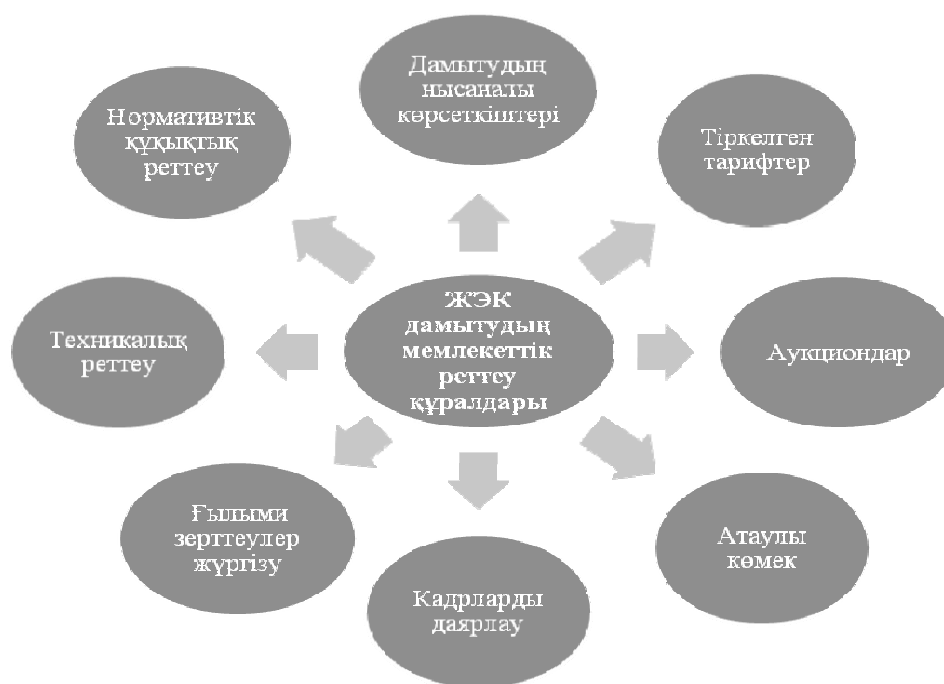 Дамытудың
нысаналы
көрсеткіштері
Нормативтік
құқықтық
реттеу
Тіркелген
тарифтер
ЖЭК
дамытудың
мемлекеттік
реттеу
құралдары
Техникалық
реттеу
Аукциондар
Ғылыми
зерттеулер
жүргізу
Атаулы
көмек
Кадрларды
даярлау